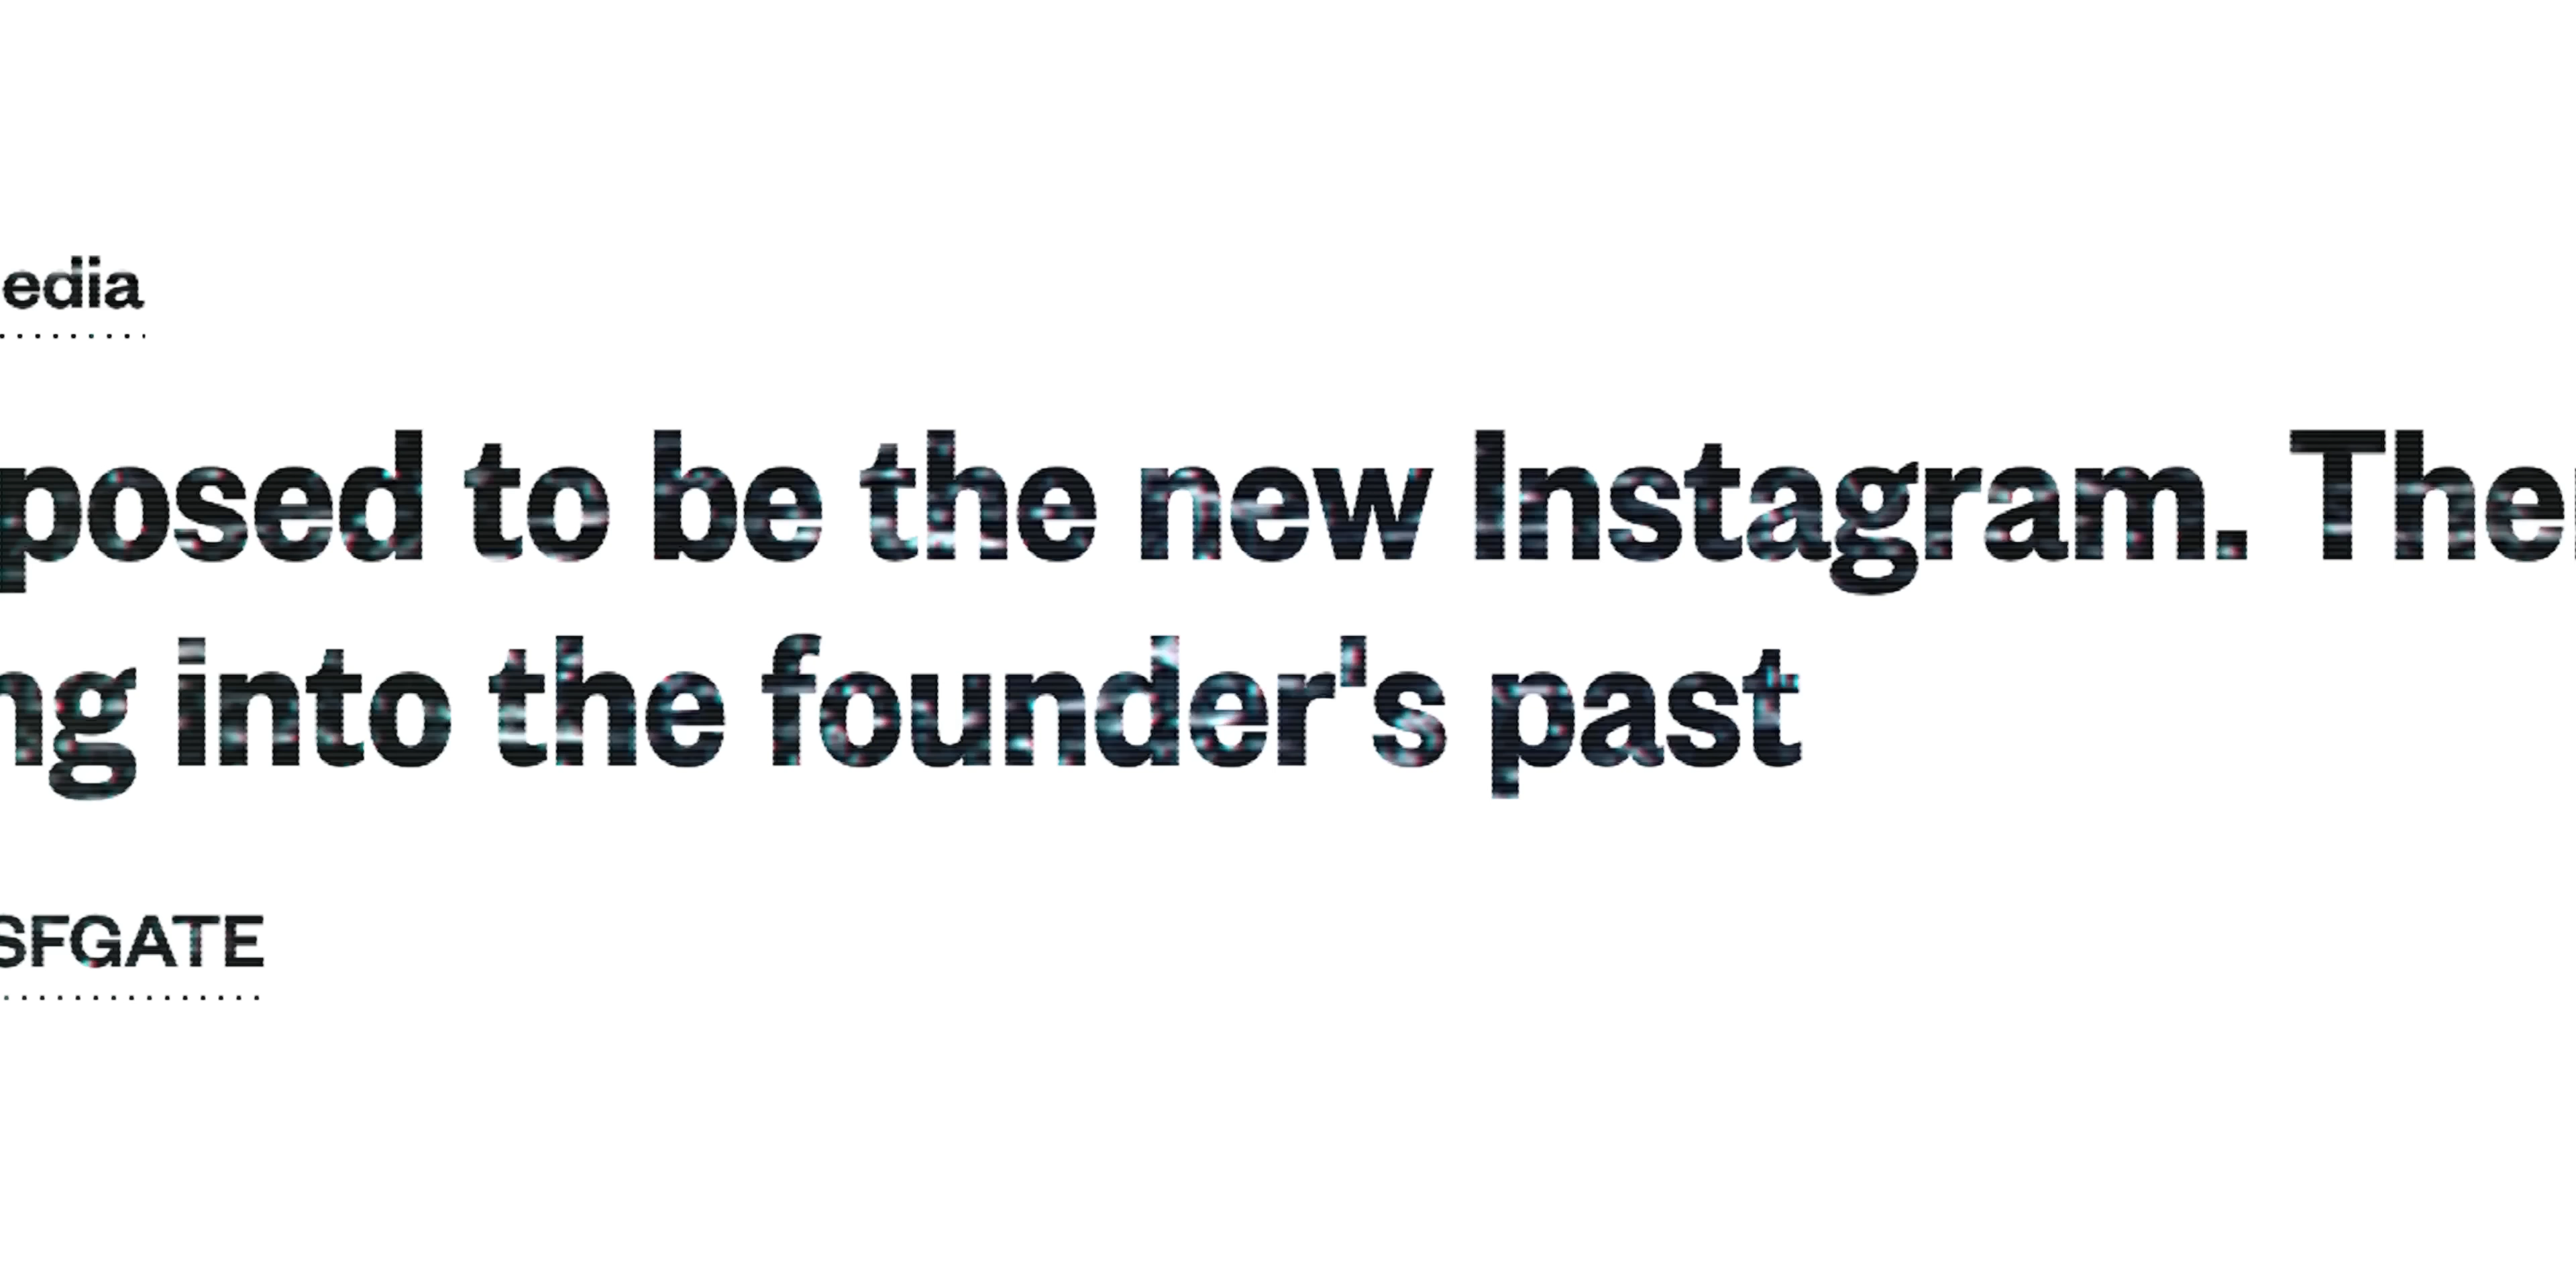 edia
posed to be the new Instagram. The
ng into the founder's past
SFGATE